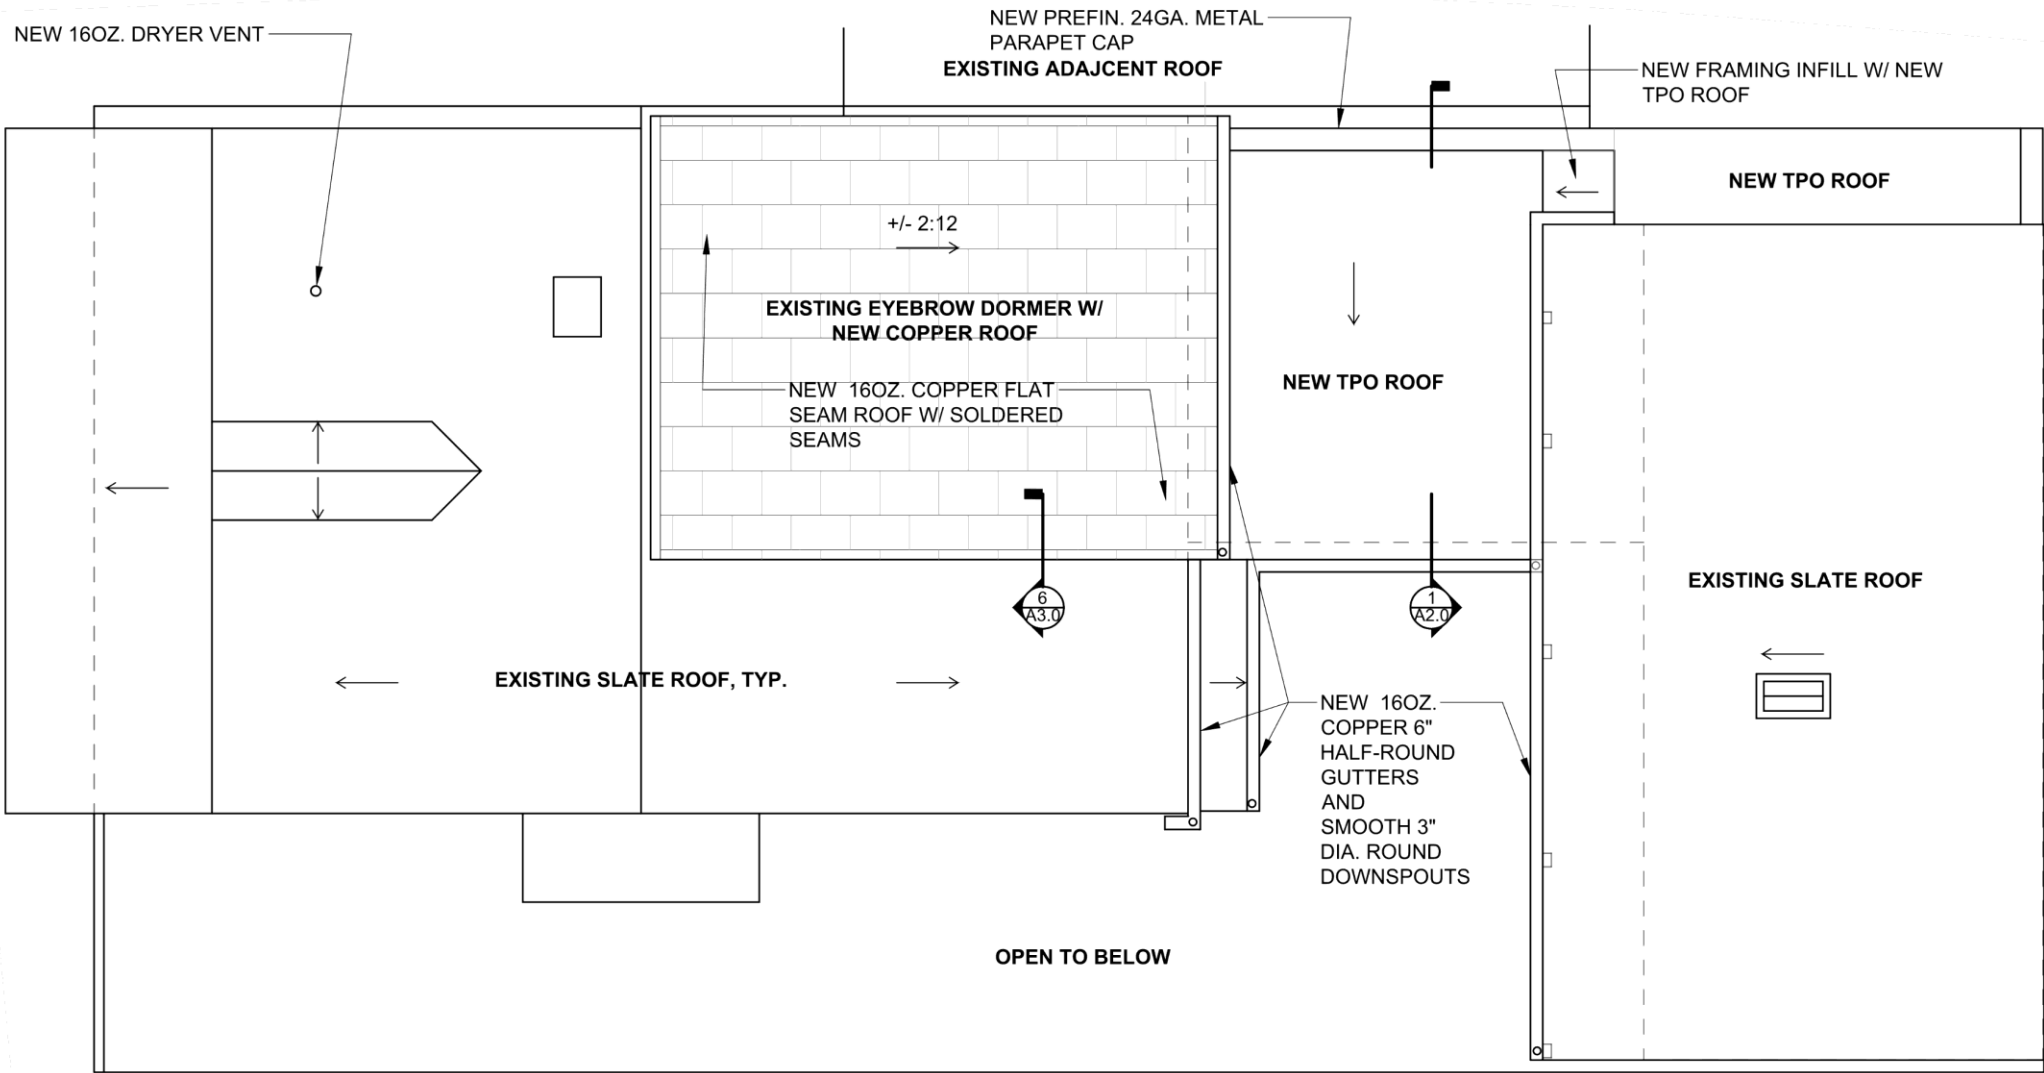 NEW 16OZ. DRYER VENT
NEW PREFIN. 24GA. METAL
PARAPET CAP
EXISTING ADAJCENT ROOF
NEW FRAMING INFILL W/ NEW
TPO ROOF
NEW TPO ROOF
+/- 2:12
EXISTING EYEBROW DORMER W/
NEW COPPER ROOF
NEW 16OZ. COPPER FLAT
SEAM ROOF W/ SOLDERED
SEAMS
NEW TPO ROOF
6
A3.0
1
A2.0
EXISTING SLATE ROOF
EXISTING SLATE ROOF, TYP.
NEW 16OZ.
COPPER 6"
HALF-ROUND
GUTTERS
AND
SMOOTH 3"
DIA. ROUND
DOWNSPOUTS
OPEN TO BELOW